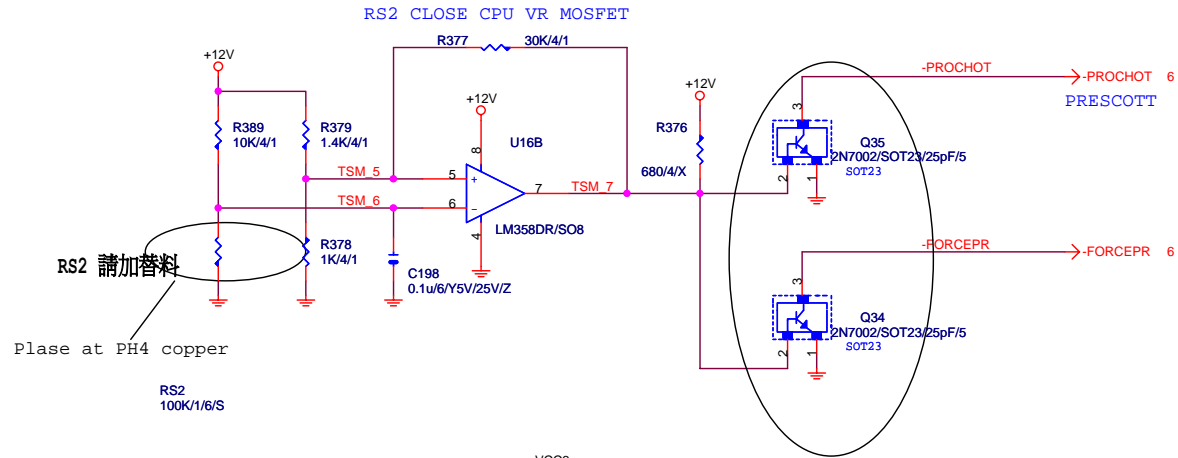 RS2 CLOSE CPU VR MOSFET
R377 30K/4/1
+12V
+12V
+12V
-PROCHOT
-PROCHOT 6
PRESCOTT
R389
10K/4/1
R379
1.4K/4/1
U16B
R376
680/4/X
3
Q35
2N7002/SOT23/25pF/5
SOT23
2
1
8
TSM_5
5
+
7
TSM_7
TSM_6
6
-
4
LM358DR/SO8
R378
1K/4/1
RS2 請加替料
C198
0.1u/6/Y5V/25V/Z
-FORCEPR
-FORCEPR 6
3
Q34
2N7002/SOT23/25pF/5
SOT23
2
1
Plase at PH4 copper
RS2
100K/1/6/S